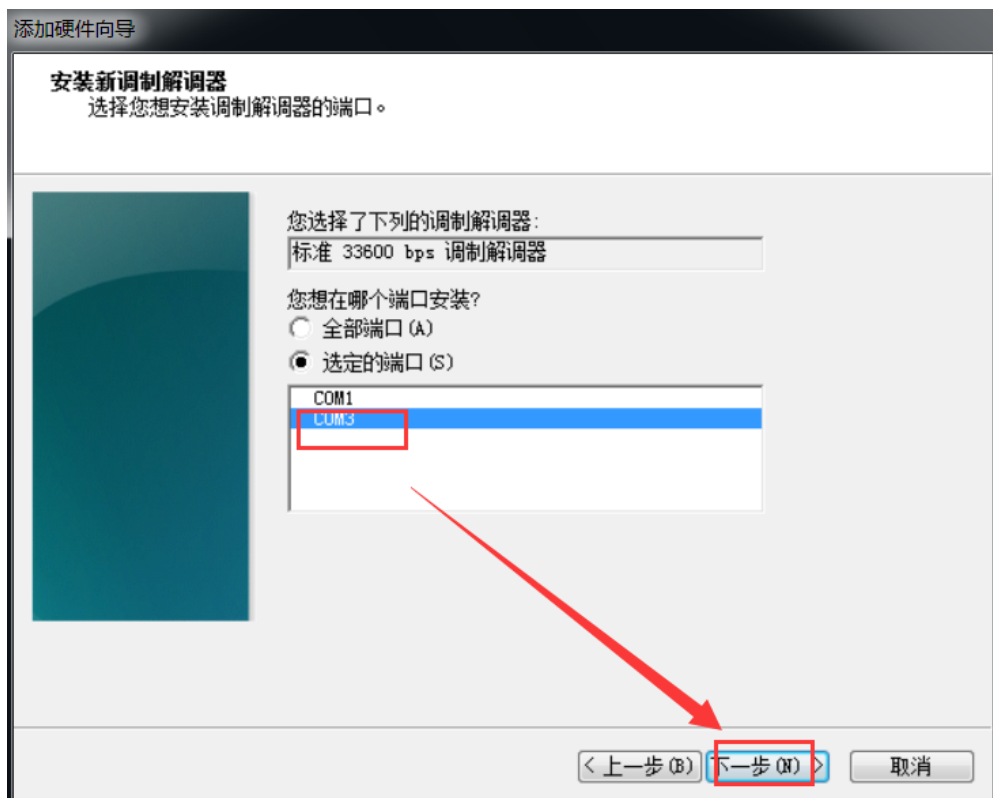 添加硬件向导
安装新调制解调器
选择您想安装调制解调器的端口。
您选择了下列的调制解调器:
标准 33600 bps 调制解调器
您想在哪个端口安装?
全部端口(A)
选定的端口(S)
COM1
COM3
< 上一步(B) 下一步(N) > 取消